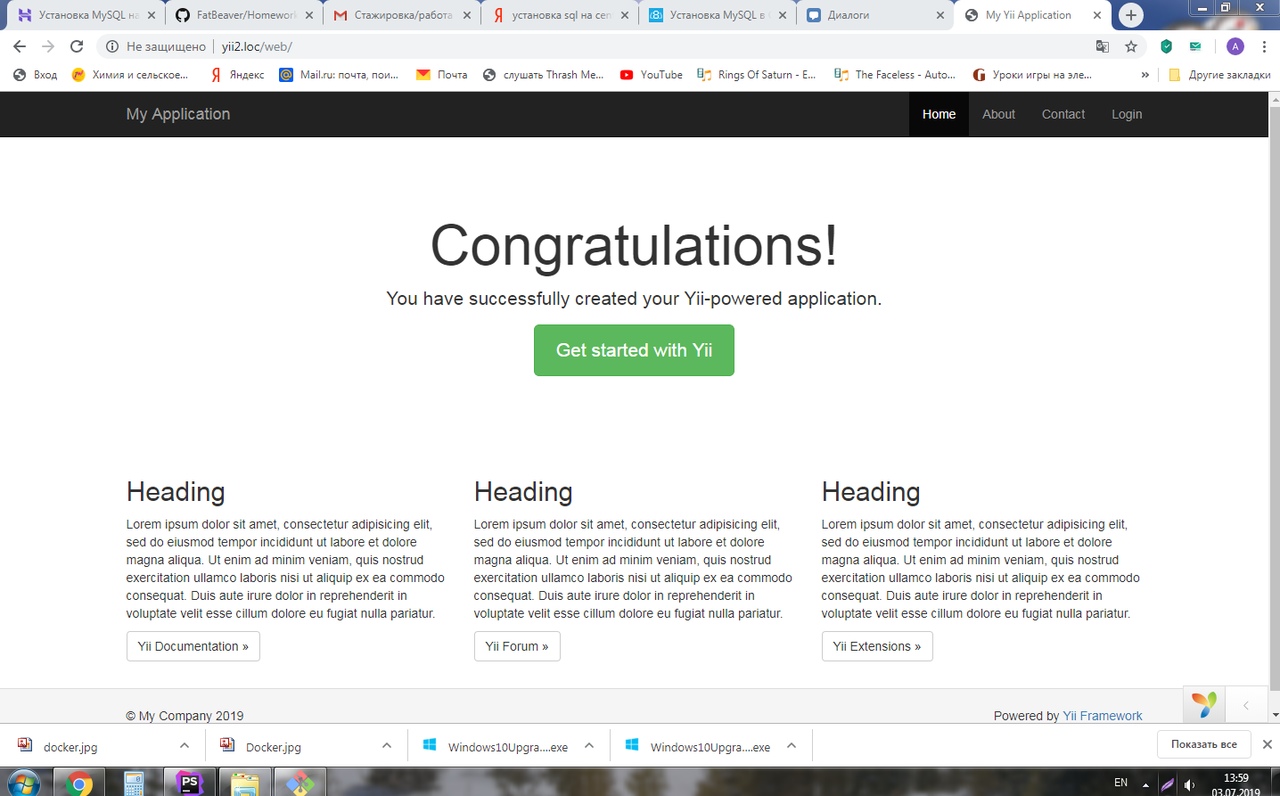 Установка MySQL на
FatBeaver/Homework
Стажировка/работа
установка sql на cen
Установка MySQL в
Диалоги
My Yii Application
Не защищено
yii2.loc/web/
A
Вход
Химия и сельское...
Яндекс
Mail.ru: почта, пои...
Почта
слушать Thrash Me...
YouTube
Rings Of Saturn - E...
The Faceless - Auto...
Уроки игры на эле...
»
Другие закладки
My Application
Home
About
Contact
Login
Congratulations!
You have successfully created your Yii-powered application.
Get started with Yii
Heading
Lorem ipsum dolor sit amet, consectetur adipisicing elit,
sed do eiusmod tempor incididunt ut labore et dolore
magna aliqua. Ut enim ad minim veniam, quis nostrud
exercitation ullamco laboris nisi ut aliquip ex ea commodo
consequat. Duis aute irure dolor in reprehenderit in
voluptate velit esse cillum dolore eu fugiat nulla pariatur.
Yii Documentation »
Heading
Lorem ipsum dolor sit amet, consectetur adipisicing elit,
sed do eiusmod tempor incididunt ut labore et dolore
magna aliqua. Ut enim ad minim veniam, quis nostrud
exercitation ullamco laboris nisi ut aliquip ex ea commodo
consequat. Duis aute irure dolor in reprehenderit in
voluptate velit esse cillum dolore eu fugiat nulla pariatur.
Yii Forum »
Heading
Lorem ipsum dolor sit amet, consectetur adipisicing elit,
sed do eiusmod tempor incididunt ut labore et dolore
magna aliqua. Ut enim ad minim veniam, quis nostrud
exercitation ullamco laboris nisi ut aliquip ex ea commodo
consequat. Duis aute irure dolor in reprehenderit in
voluptate velit esse cillum dolore eu fugiat nulla pariatur.
Yii Extensions »
© My Company 2019
Powered by Yii Framework
docker.jpg
Docker.jpg
Windows10Upgra....exe
Windows10Upgra....exe
Показать все
PS
EN
13:59
03.07.2019